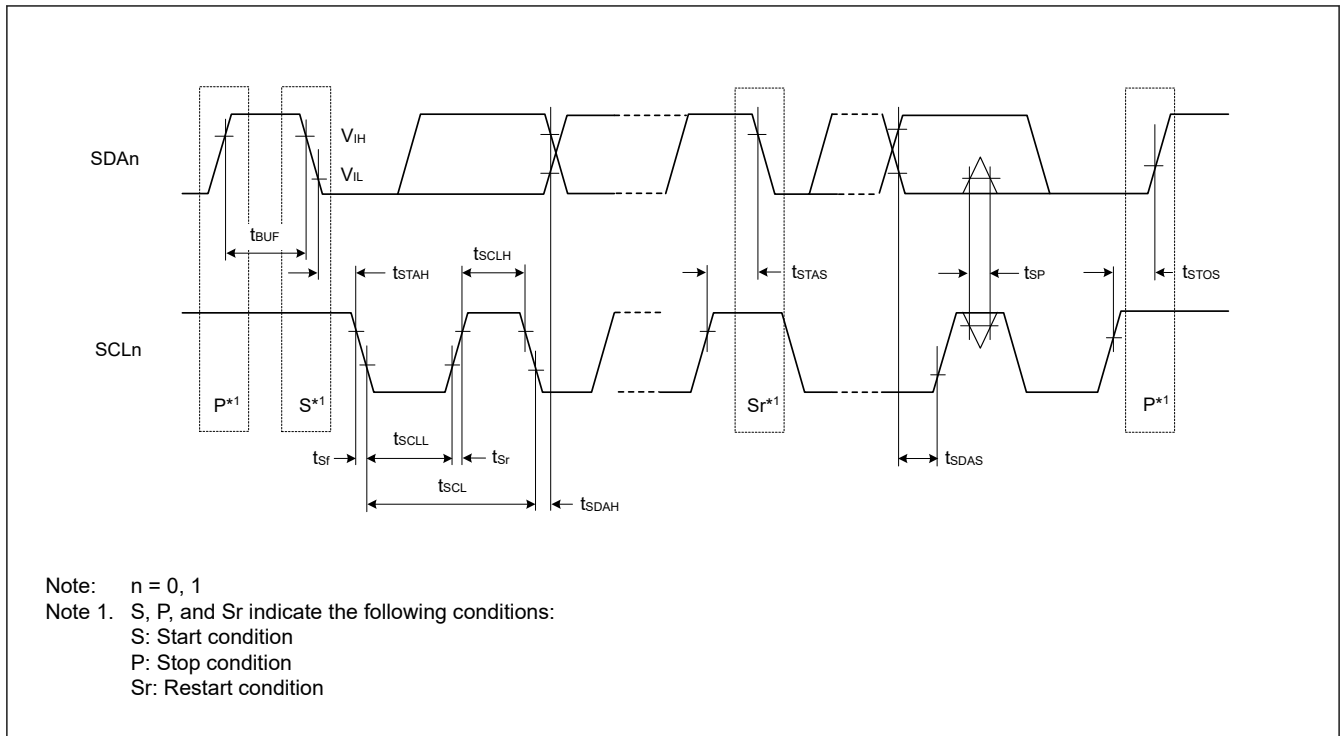 SDAn
VIH
VIL
tBUF
tSTAH
tSCLH
tSTAS
tSP
tSTOS
SCLn
P*1
S*1
Sr*1
P*1
tSf
tSCLL
tSr
tSDAS
tSCL
tSDAH
Note: n = 0, 1
Note 1. S, P, and Sr indicate the following conditions:
S: Start condition
P: Stop condition
Sr: Restart condition